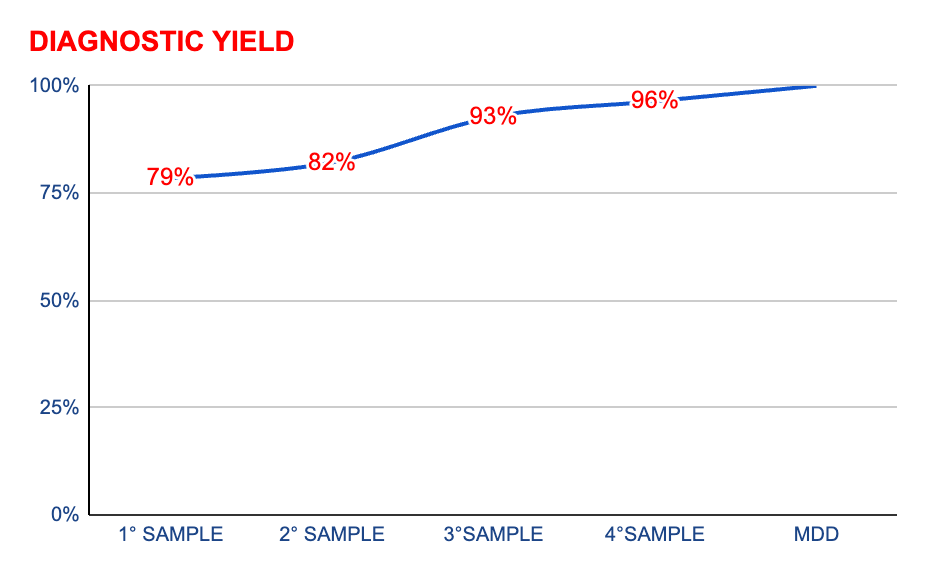 DIAGNOSTIC YIELD
100%
75%
50%
25%
0%
79%
82%
93%
96%
1° SAMPLE
2° SAMPLE
3°SAMPLE
4°SAMPLE
MDD